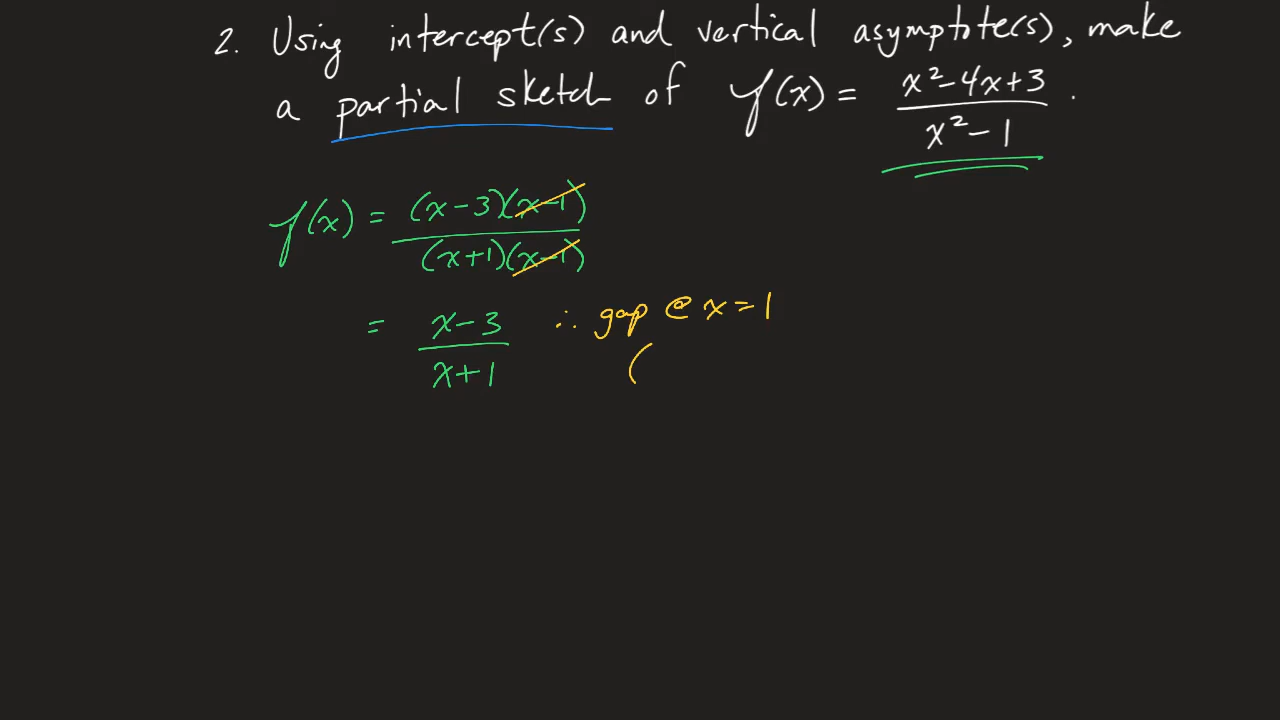 2. Using intercept(s) and vertical asymptote(s), make
a partial sketch of f(x) = x²-4x+3 / x²-1 .
f(x) = (x-3)(x-1) / (x+1)(x-1)
= x-3 / x+1 ∴ gap @ x=1
(